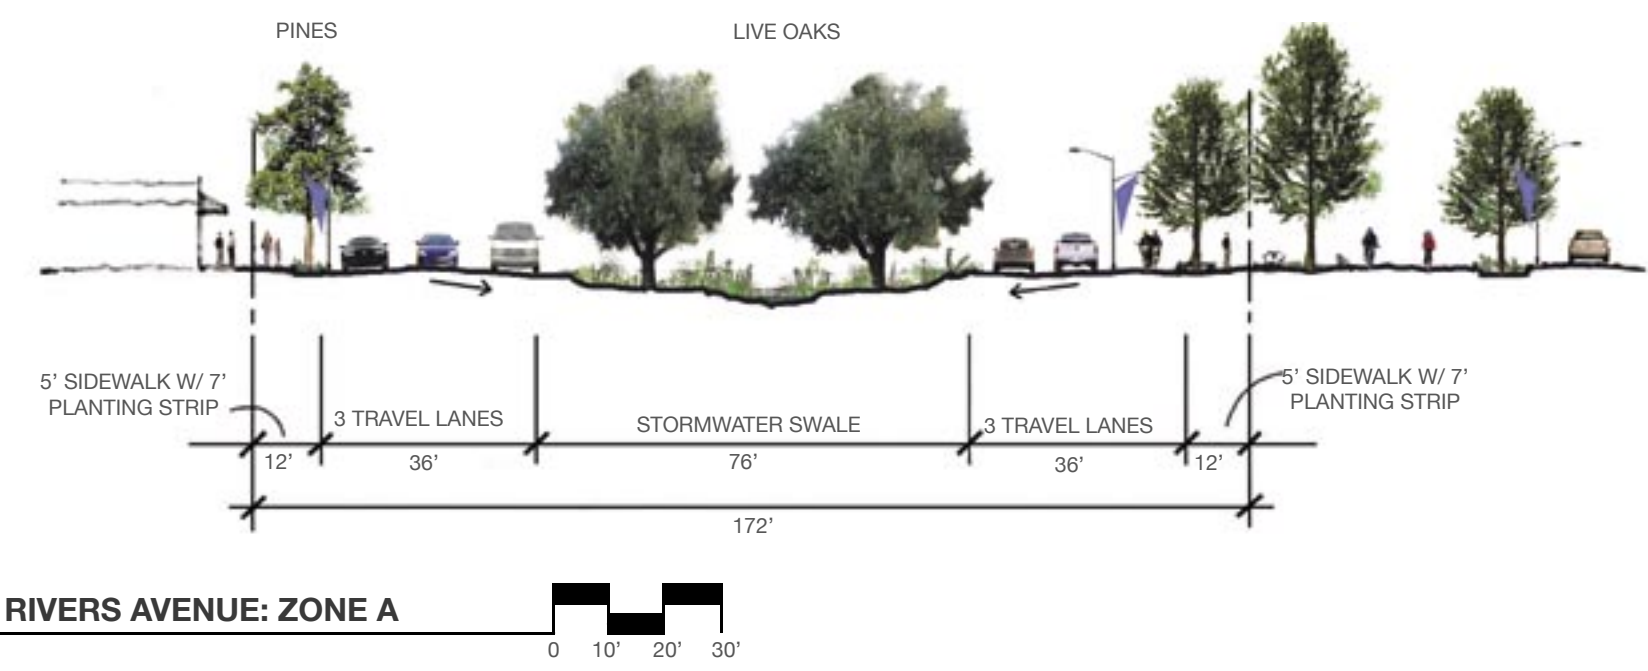 PINES
LIVE OAKS
5’ SIDEWALK W/ 7’
PLANTING STRIP
3 TRAVEL LANES
STORMWATER SWALE
3 TRAVEL LANES
5’ SIDEWALK W/ 7’
PLANTING STRIP
12’
36’
76’
36’
12’
172’
RIVERS AVENUE: ZONE A
0 10’ 20’ 30’